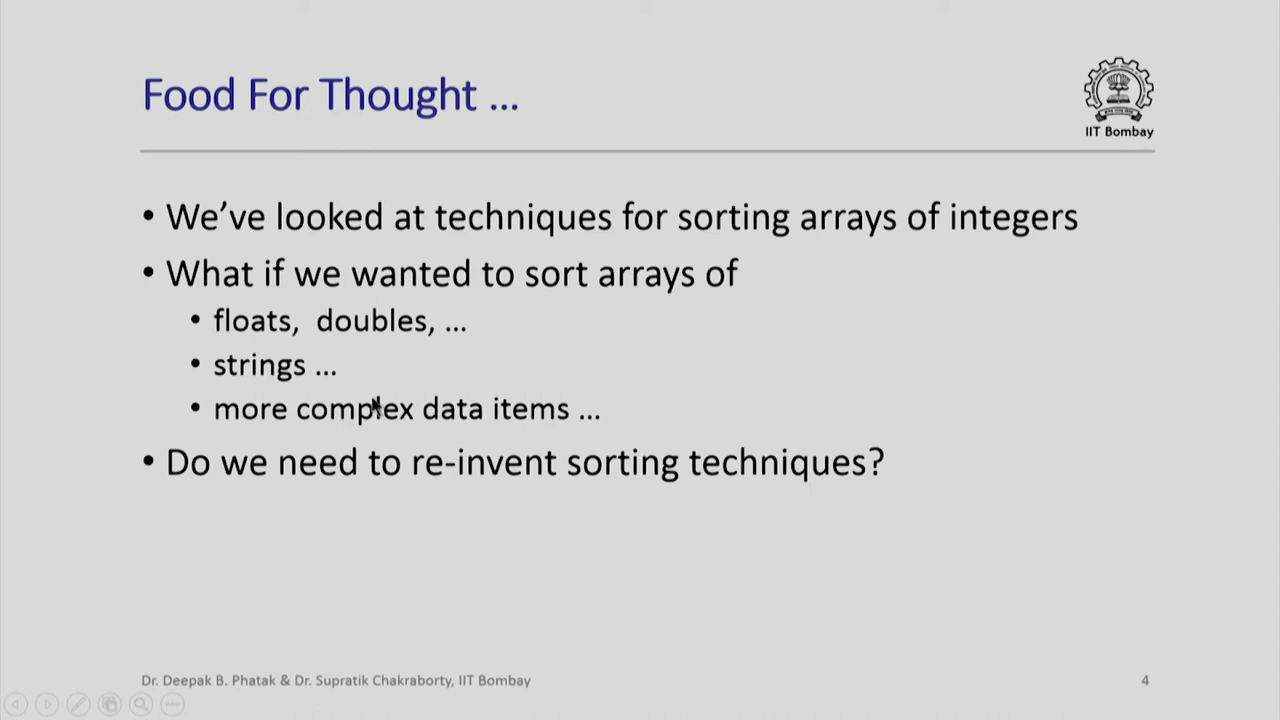 Food For Thought ...
IIT Bombay
• We've looked at techniques for sorting arrays of integers
• What if we wanted to sort arrays of
• floats, doubles, ...
• strings ...
• more complex data items ...
• Do we need to re-invent sorting techniques?
Dr. Deepak B. Phatak & Dr. Supratik Chakraborty, IIT Bombay
4